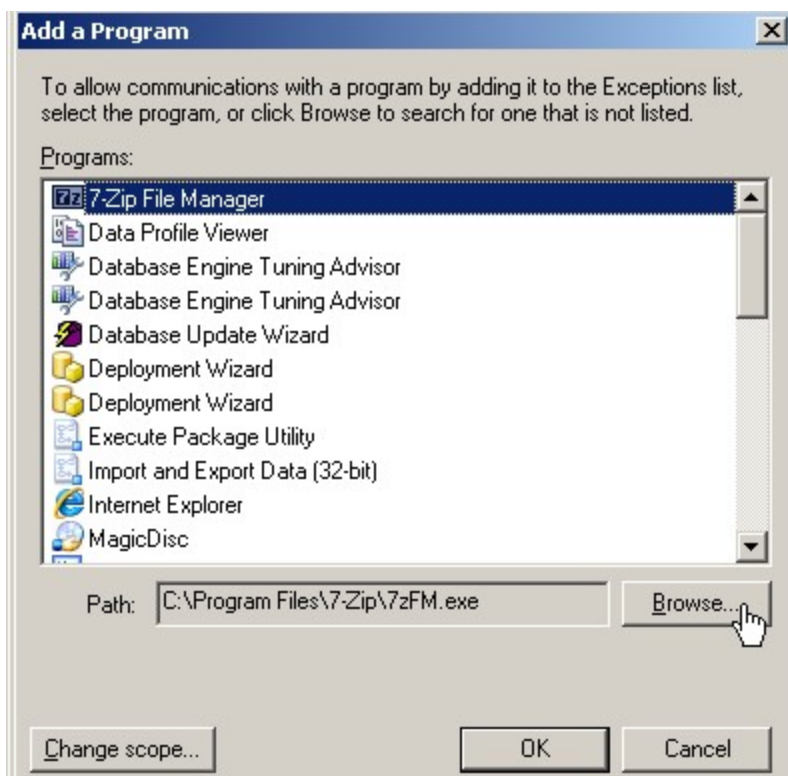 Add a Program
To allow communications with a program by adding it to the Exceptions list,
select the program, or click Browse to search for one that is not listed.
Programs:
7-Zip File Manager
Data Profile Viewer
Database Engine Tuning Advisor
Database Engine Tuning Advisor
Database Update Wizard
Deployment Wizard
Deployment Wizard
Execute Package Utility
Import and Export Data (32-bit)
Internet Explorer
MagicDisc
Path: C:\Program Files\7-Zip\7zFM.exe Browse...
Change scope... OK Cancel